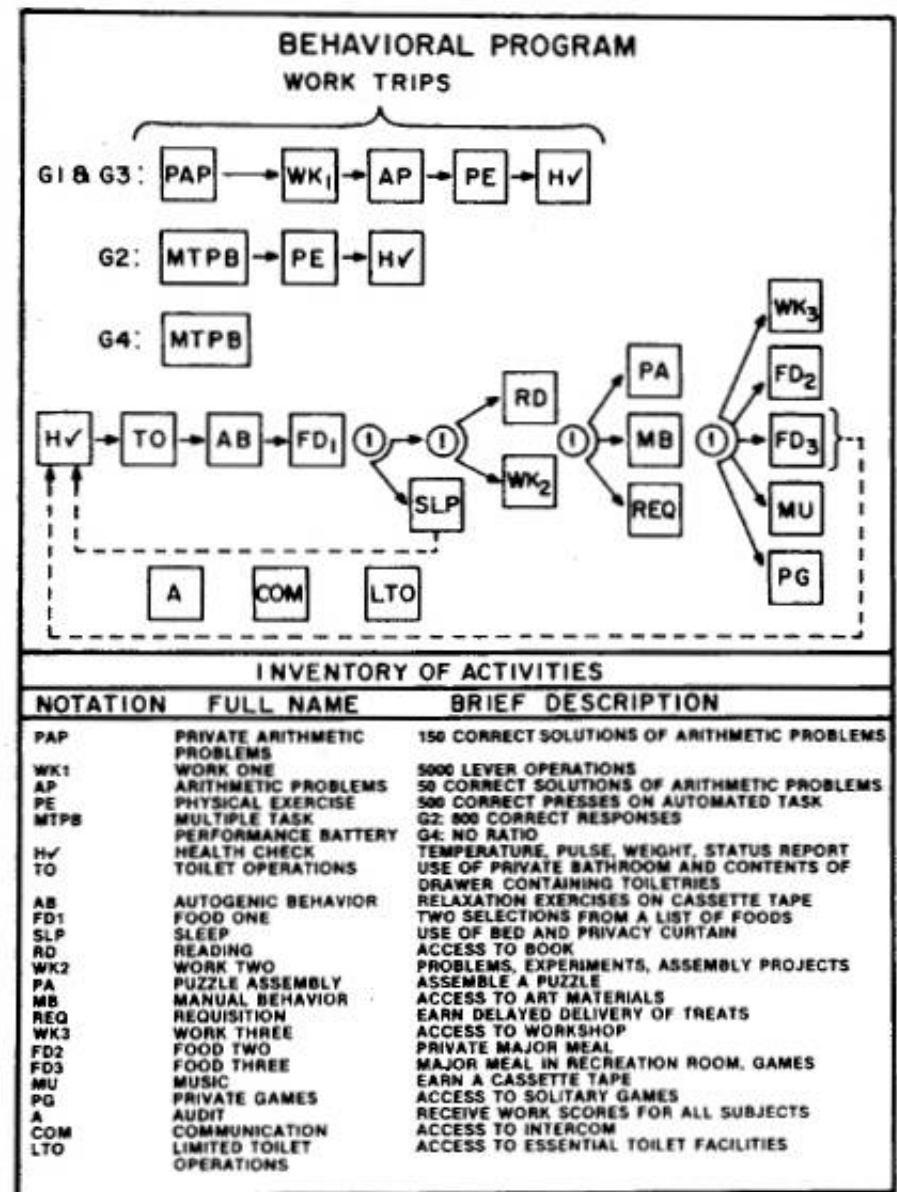 BEHAVIORAL PROGRAM
WORK TRIPS
G1 & G3: PAP WK1 AP PE H✓
G2: MTPB PE H✓
G4: MTPB
WK3
FD2
PA
RD
H✓ TO AB FD1 1 1 1 MB 1 FD3
WK2
SLP
REQ
MU
PG
A COM LTO
INVENTORY OF ACTIVITIES
NOTATION FULL NAME BRIEF DESCRIPTION
PAP PRIVATE ARITHMETIC 150 CORRECT SOLUTIONS OF ARITHMETIC PROBLEMS
PROBLEMS
WK1 WORK ONE 5000 LEVER OPERATIONS
AP ARITHMETIC PROBLEMS 50 CORRECT SOLUTIONS OF ARITHMETIC PROBLEMS
PE PHYSICAL EXERCISE 500 CORRECT PRESSES ON AUTOMATED TASK
MTPB MULTIPLE TASK G2: 800 CORRECT RESPONSES
PERFORMANCE BATTERY G4: NO RATIO
H✓ HEALTH CHECK TEMPERATURE, PULSE, WEIGHT, STATUS REPORT
TO TOILET OPERATIONS USE OF PRIVATE BATHROOM AND CONTENTS OF
DRAWER CONTAINING TOILETRIES
AB AUTOGENIC BEHAVIOR RELAXATION EXERCISES ON CASSETTE TAPE
FD1 FOOD ONE TWO SELECTIONS FROM A LIST OF FOODS
SLP SLEEP USE OF BED AND PRIVACY CURTAIN
RD READING ACCESS TO BOOK
WK2 WORK TWO PROBLEMS, EXPERIMENTS, ASSEMBLY PROJECTS
PA PUZZLE ASSEMBLY ASSEMBLE A PUZZLE
MB MANUAL BEHAVIOR ACCESS TO ART MATERIALS
REQ REQUISITION EARN DELAYED DELIVERY OF TREATS
WK3 WORK THREE ACCESS TO WORKSHOP
FD2 FOOD TWO PRIVATE MAJOR MEAL
FD3 FOOD THREE MAJOR MEAL IN RECREATION ROOM, GAMES
MU MUSIC EARN A CASSETTE TAPE
PG PRIVATE GAMES ACCESS TO SOLITARY GAMES
A AUDIT RECEIVE WORK SCORES FOR ALL SUBJECTS
COM COMMUNICATION ACCESS TO INTERCOM
LTO LIMITED TOILET ACCESS TO ESSENTIAL TOILET FACILITIES
OPERATIONS